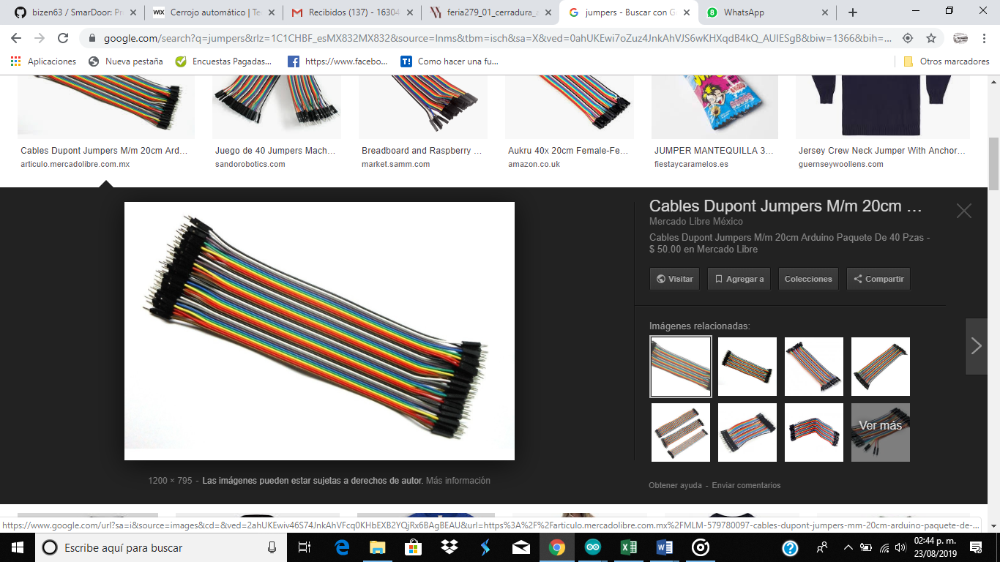 bizen63 / SmarDoor: Pr
Cerrojo automático | Te
Recibidos (137) - 16304
feria279_01_cerradura_a
jumpers - Buscar con G
WhatsApp
google.com/search?q=jumpers&rlz=1C1CHBF_esMX832MX832&source=lnms&tbm=isch&sa=X&ved=0ahUKEwi7oZuz4JnkAhVJS6wKHXqdB4kQ_AUIESgB&biw=1366&bih=...
Aplicaciones
Nueva pestaña
Encuestas Pagadas...
https://www.facebo...
Como hacer una fu...
Otros marcadores
Cables Dupont Jumpers M/m 20cm Ard...
articulo.mercadolibre.com.mx
Juego de 40 Jumpers Mach...
sandorobotics.com
Breadboard and Raspberry ...
market.samm.com
Aukru 40x 20cm Female-Fe...
amazon.co.uk
JUMPER MANTEQUILLA 3...
fiestaycaramelos.es
Jersey Crew Neck Jumper With Anchor...
guernseywoollens.com
Cables Dupont Jumpers M/m 20cm ...
Mercado Libre México
Cables Dupont Jumpers M/m 20cm Arduino Paquete De 40 Pzas -
$ 50.00 en Mercado Libre
Visitar
Agregar a
Colecciones
Compartir
Imágenes relacionadas:
Ver más
1200 × 795 - Las imágenes pueden estar sujetas a derechos de autor. Más información
Obtener ayuda - Enviar comentarios
https://www.google.com/url?sa=i&source=images&cd=&ved=2ahUKEwiv46S74JnkAhVFcq0KHbEXB2YQjRx6BAgBEAU&url=https%3A%2F%2Farticulo.mercadolibre.com.mx%2FMLM-579780097-cables-dupont-jumpers-mm-20cm-arduino-paquete-de-...
Escribe aquí para buscar
02:44 p. m.
23/08/2019